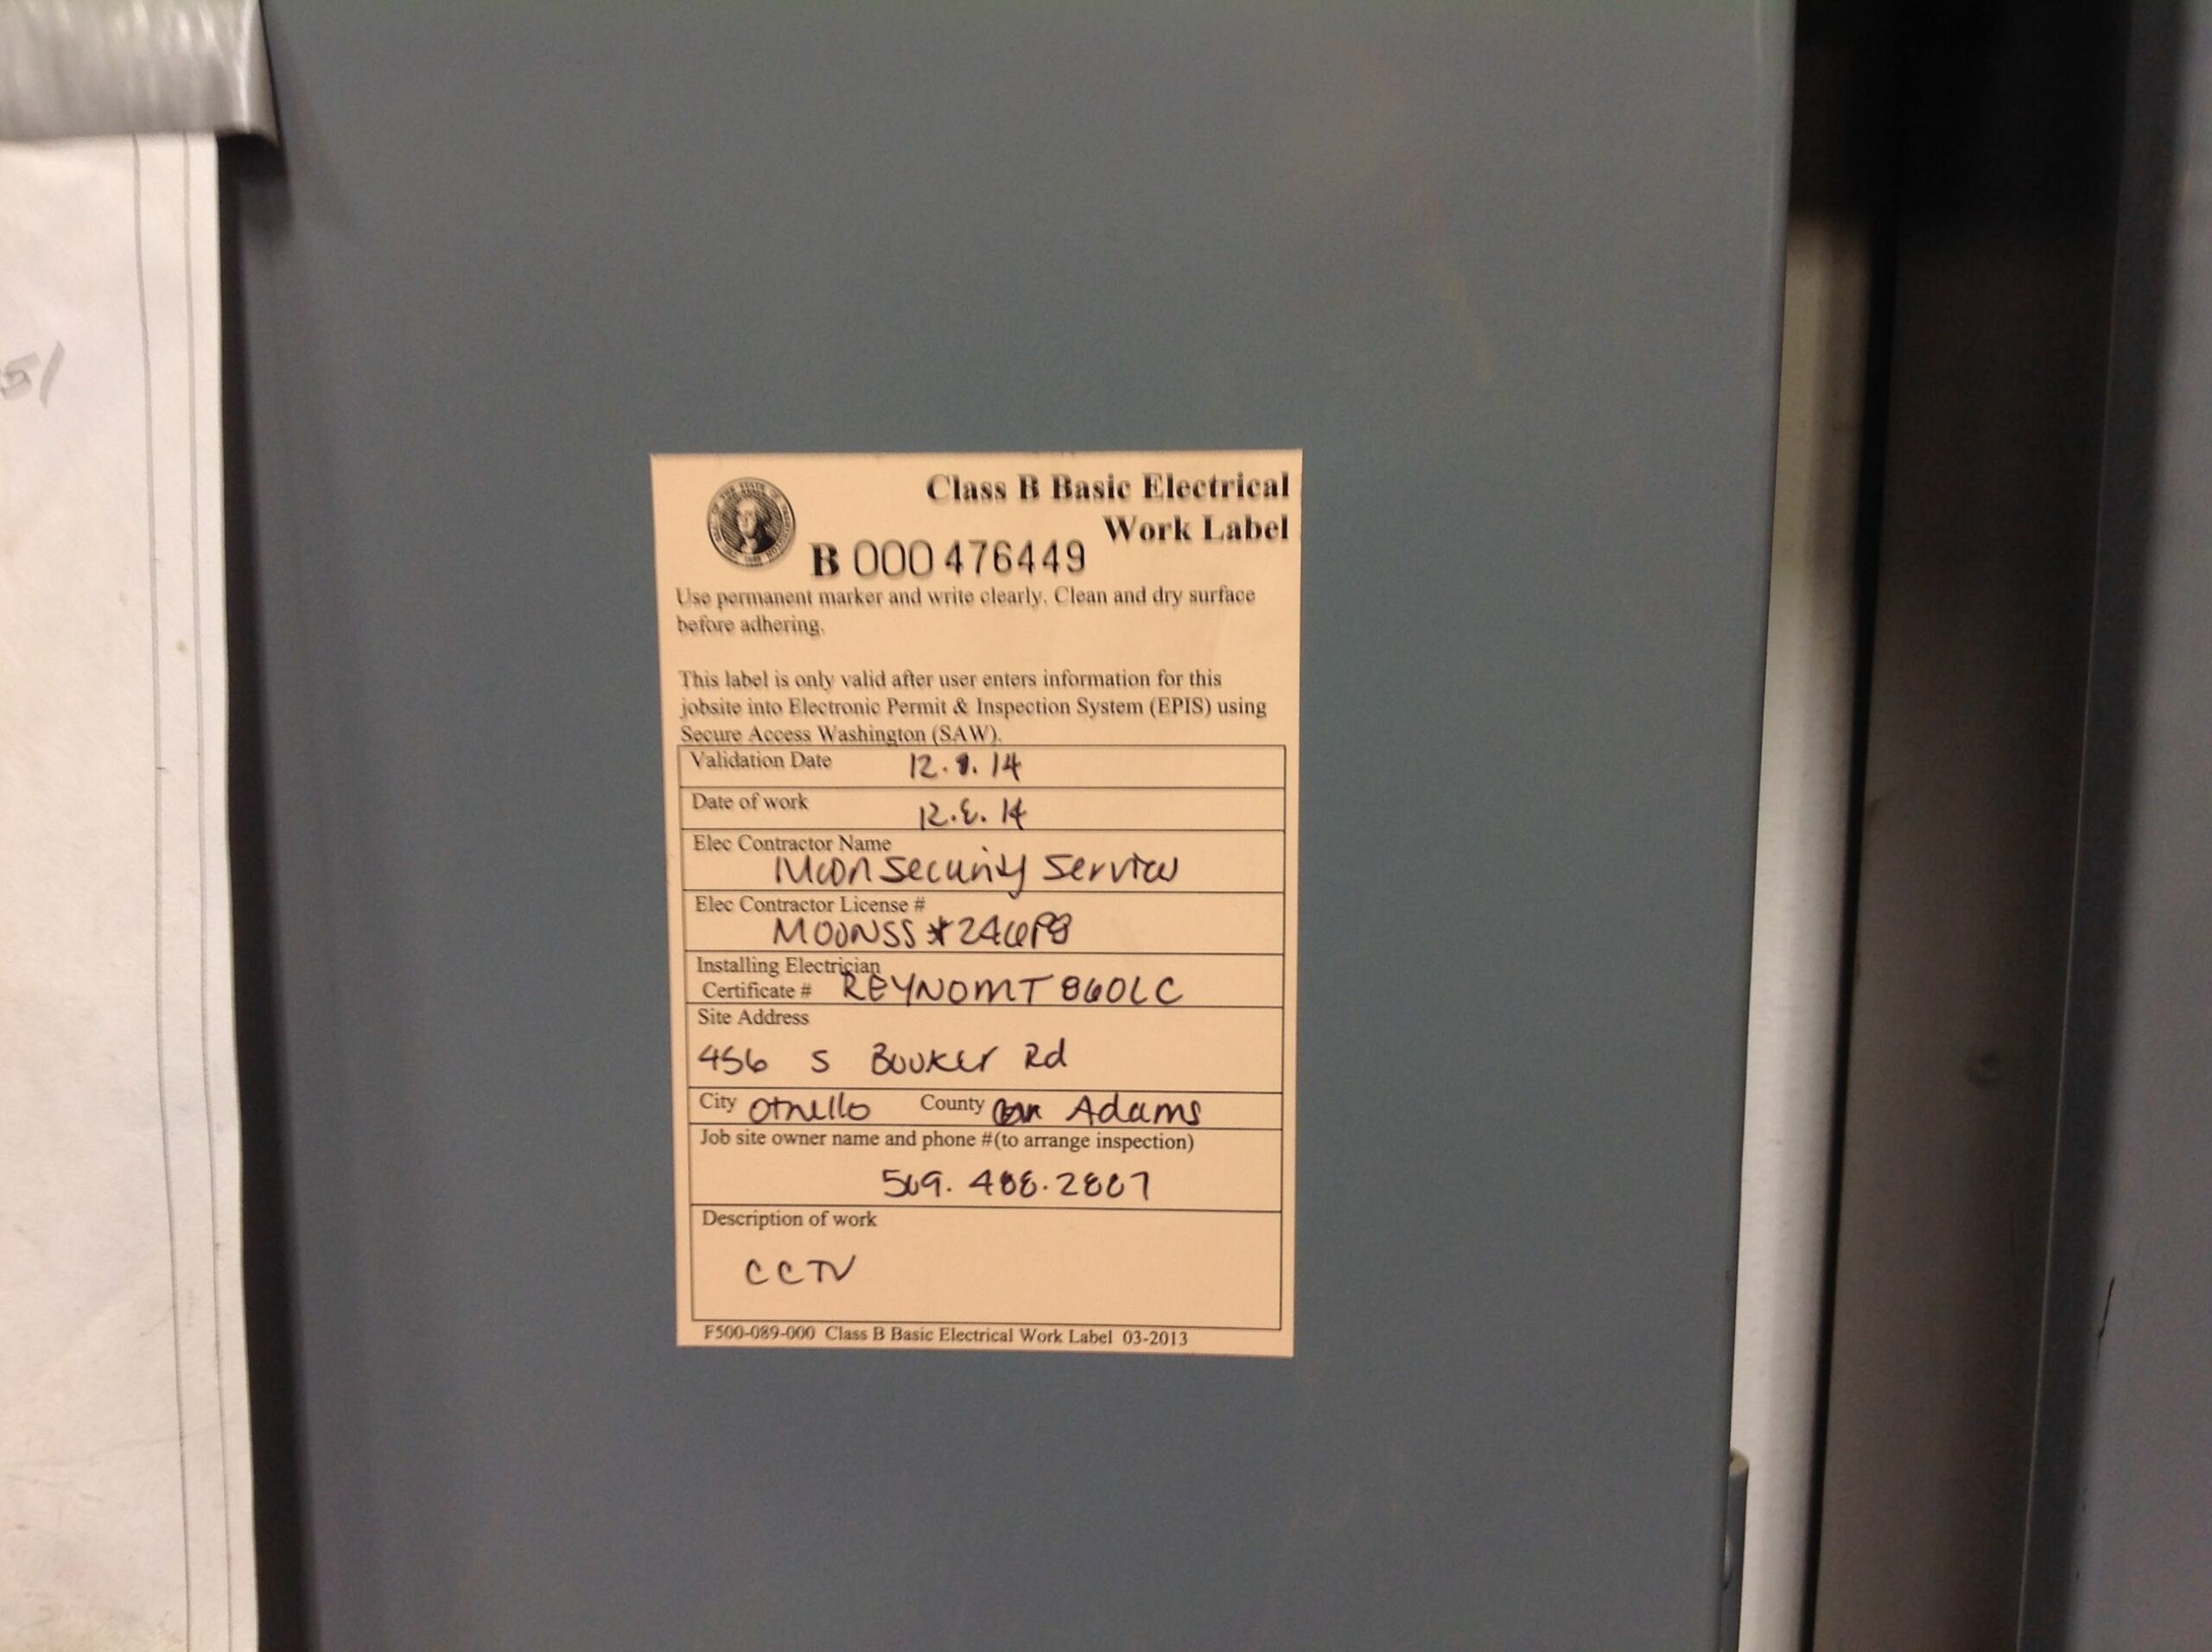 51
Class B Basic Electrical
Work Label
B 000476449
Use permanent marker and write clearly. Clean and dry surface
before adhering.
This label is only valid after user enters information for this
jobsite into Electronic Permit & Inspection System (EPIS) using
Secure Access Washington (SAW).
Validation Date 12. 14
Date of work 12.8.14
Elec Contractor Name
Moon Security Service
Elec Contractor License #
MOONSS*246P8
Installing Electrician
Certificate # REYNOMT860LC
Site Address
456 S Booker Rd
City Othello County Adams
Job site owner name and phone #(to arrange inspection)
509.488.2887
Description of work
CCTV
F500-089-000 Class B Basic Electrical Work Label 03-2013